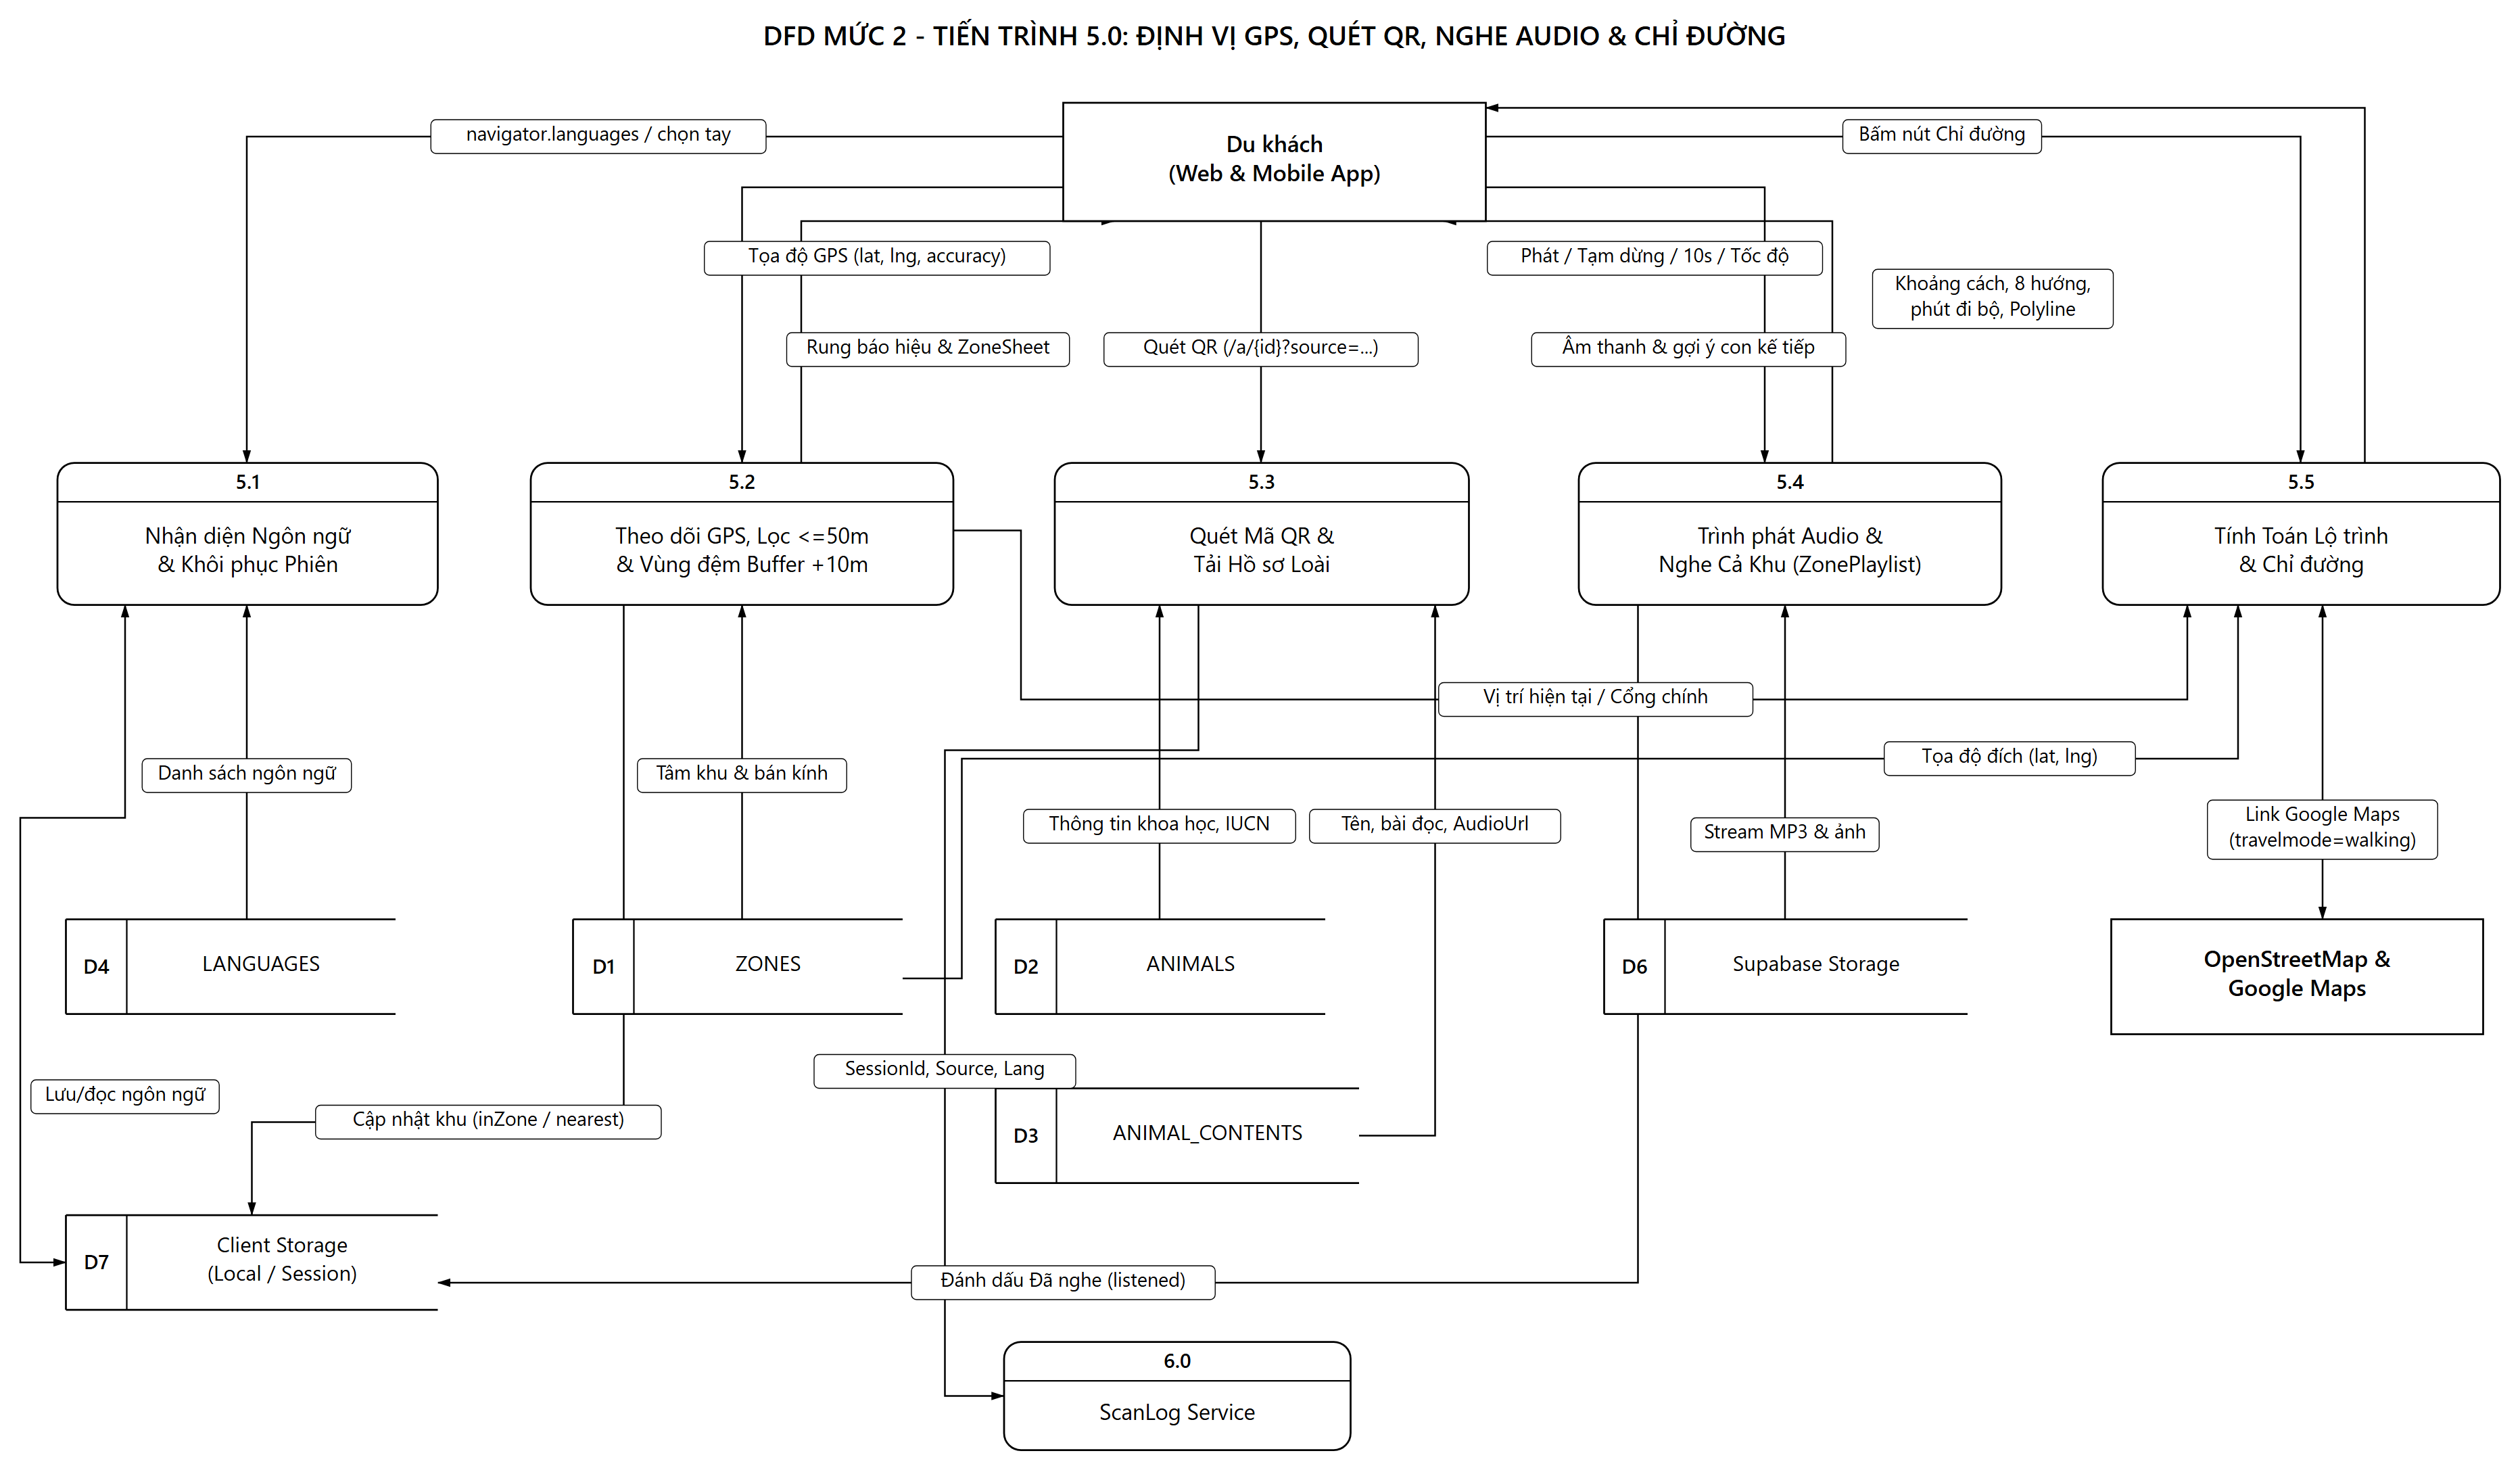 DFD MỨC 2 - TIẾN TRÌNH 5.0: ĐỊNH VỊ GPS, QUÉT QR, NGHE AUDIO & CHỈ ĐƯỜNG
Du khách
(Web & Mobile App)
navigator.languages / chọn tay
Bấm nút Chỉ đường
Tọa độ GPS (lat, lng, accuracy)
Phát / Tạm dừng / 10s / Tốc độ
Khoảng cách, 8 hướng,
phút đi bộ, Polyline
Rung báo hiệu & ZoneSheet
Quét QR (/a/{id}?source=...)
Âm thanh & gợi ý con kế tiếp
5.1
Nhận diện Ngôn ngữ
& Khôi phục Phiên
5.2
Theo dõi GPS, Lọc <=50m
& Vùng đệm Buffer +10m
5.3
Quét Mã QR &
Tải Hồ sơ Loài
5.4
Trình phát Audio &
Nghe Cả Khu (ZonePlaylist)
5.5
Tính Toán Lộ trình
& Chỉ đường
Vị trí hiện tại / Cổng chính
Tọa độ đích (lat, lng)
Danh sách ngôn ngữ
Tâm khu & bán kính
Thông tin khoa học, IUCN
Tên, bài đọc, AudioUrl
Stream MP3 & ảnh
Link Google Maps
(travelmode=walking)
D4
LANGUAGES
D1
ZONES
D2
ANIMALS
D6
Supabase Storage
OpenStreetMap &
Google Maps
SessionId, Source, Lang
Lưu/đọc ngôn ngữ
Cập nhật khu (inZone / nearest)
D3
ANIMAL_CONTENTS
D7
Client Storage
(Local / Session)
Đánh dấu Đã nghe (listened)
6.0
ScanLog Service